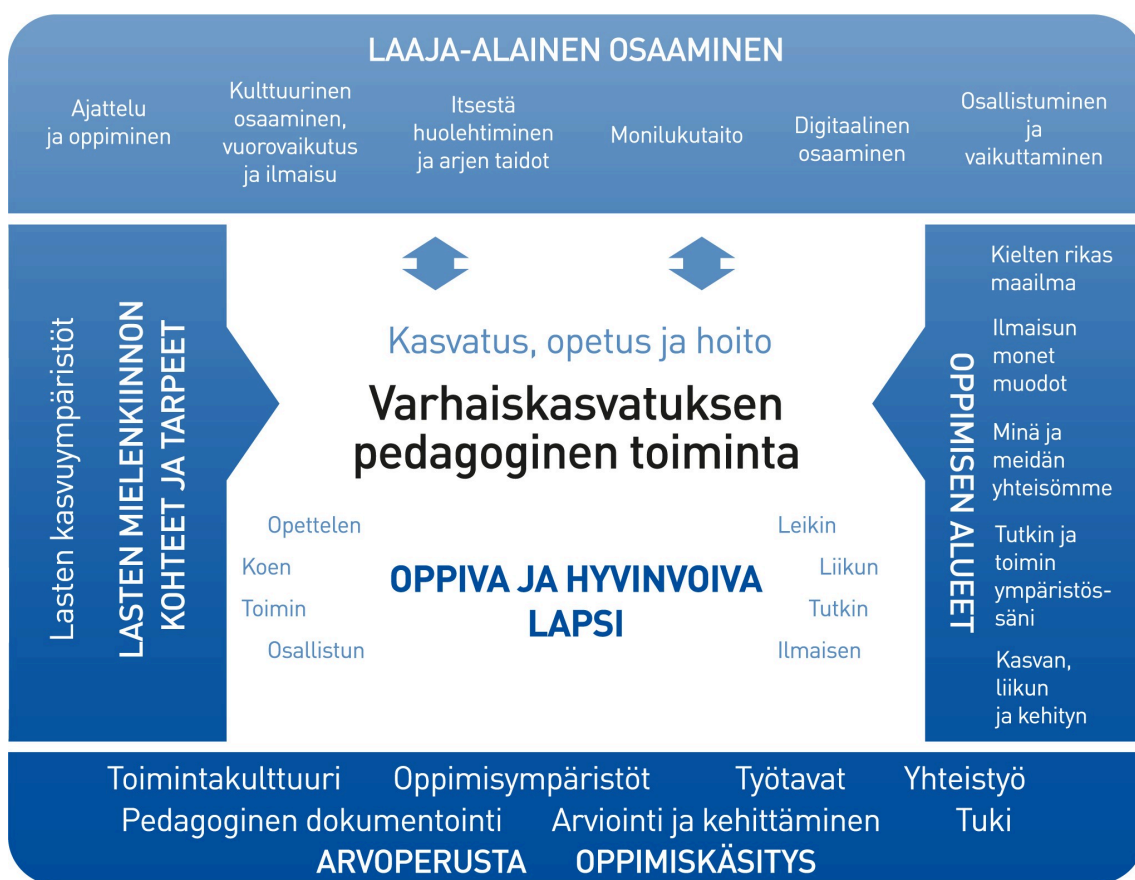 LAAJA-ALAINEN OSAAMINEN
Ajattelu
ja oppiminen
Kulttuurinen
osaaminen,
vuorovaikutus
ja ilmaisu
Itsestä
huolehtiminen
ja arjen taidot
Monilukutaito
Digitaalinen
osaaminen
Osallistuminen
ja
vaikuttaminen
Lasten kasvuympäristöt
LASTEN MIELENKIINNON
KOHTEET JA TARPEET
Kasvatus, opetus ja hoito
Varhaiskasvatuksen
pedagoginen toiminta
Opettelen
Koen
Toimin
Osallistun
OPPIVA JA HYVINVOIVA
LAPSI
Leikin
Liikun
Tutkin
Ilmaisen
OPPIMISEN ALUEET
Kielten rikas
maailma
Ilmaisun
monet
muodot
Minä ja
meidän
yhteisömme
Tutkin ja
toimin
ympäristös-
säni
Kasvan,
liikun
ja kehityn
Toimintakulttuuri Oppimisympäristöt Työtavat Yhteistyö
Pedagoginen dokumentointi Arviointi ja kehittäminen Tuki
ARVOPERUSTA OPPIMISKÄSITYS